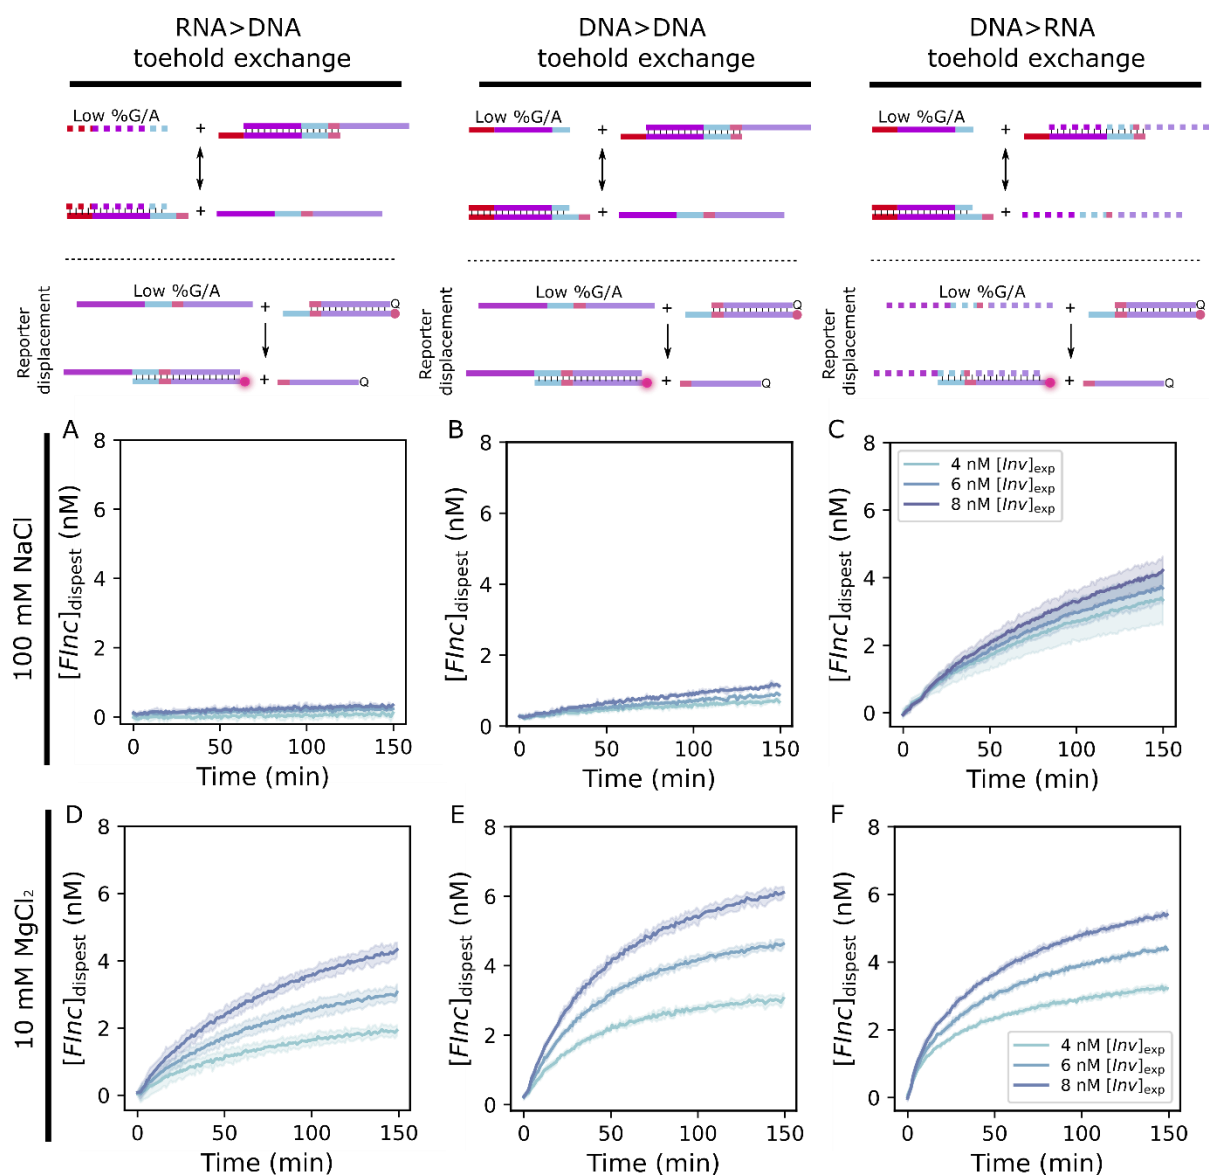 RNA>DNA
toehold exchange
DNA>DNA
toehold exchange
DNA>RNA
toehold exchange
Low %G/A
+
Low %G/A
+
Low %G/A
+
+
+
+
Reporter
displacement
Low %G/A
+
Q
+
Q
Reporter
displacement
Low %G/A
+
Q
+
Q
Reporter
displacement
Low %G/A
+
Q
+
Q
100 mM NaCl
A
[FInc]dispest (nM)
8
6
4
2
0
0 50 100 150
Time (min)
B
[FInc]dispest (nM)
8
6
4
2
0
0 50 100 150
Time (min)
C
[FInc]dispest (nM)
8
6
4
2
0
4 nM [Inv]exp
6 nM [Inv]exp
8 nM [Inv]exp
0 50 100 150
Time (min)
10 mM MgCl₂
D
[FInc]dispest (nM)
8
6
4
2
0
0 50 100 150
Time (min)
E
[FInc]dispest (nM)
8
6
4
2
0
0 50 100 150
Time (min)
F
[FInc]dispest (nM)
8
6
4
2
0
4 nM [Inv]exp
6 nM [Inv]exp
8 nM [Inv]exp
0 50 100 150
Time (min)